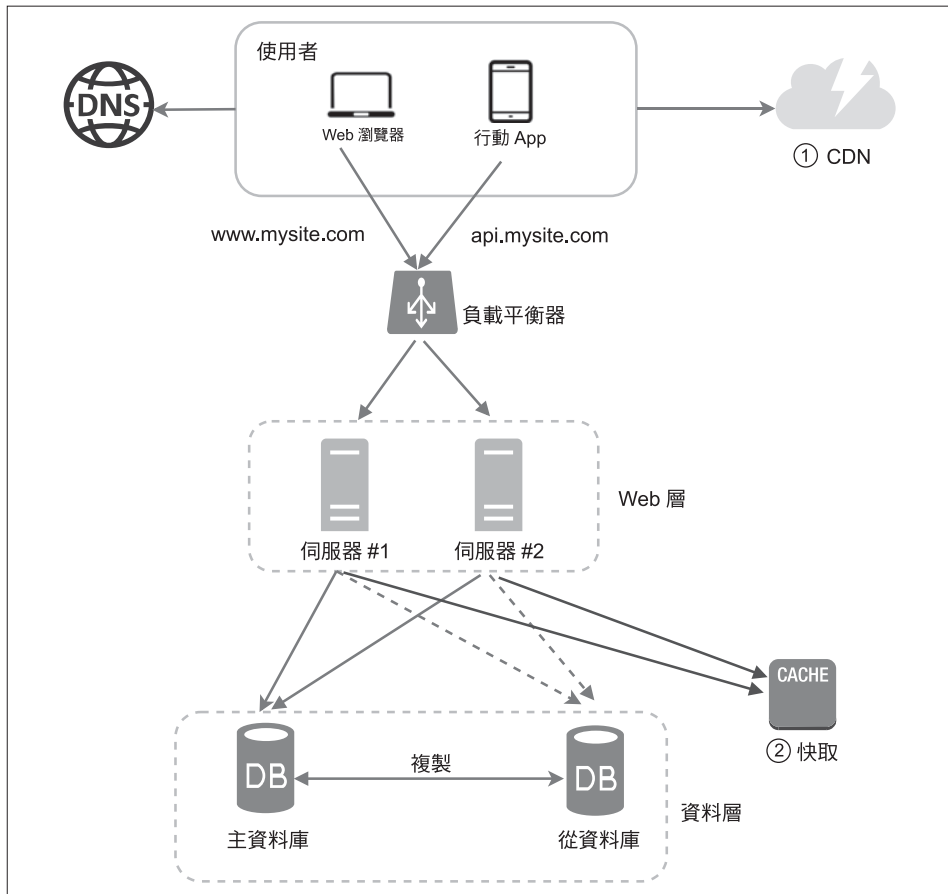 使用者
DNS
Web 瀏覽器
行動 App
① CDN
www.mysite.com
api.mysite.com
負載平衡器
Web 層
伺服器 #1
伺服器 #2
CACHE
② 快取
複製
DB
DB
主資料庫
從資料庫
資料層